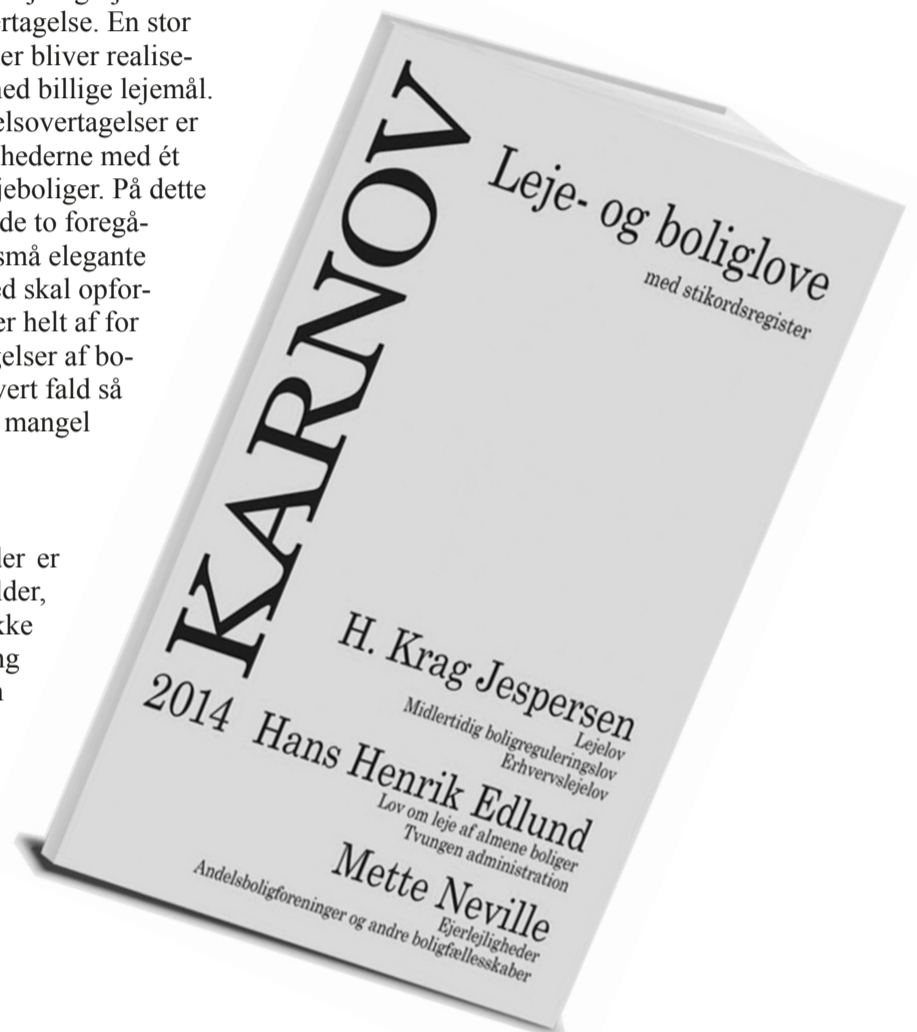 rtagelse. En stor
er bliver realise-
ed billige lejemål.
elsovertagelser er
hederne med ét
jeboliger. På dette
de to foregå-
små elegante
d skal opfor-
er helt af for
gelser af bo-
vert fald så
mangel
ler er
lder,
kke
ng
KARNOV
Leje- og boliglove
med stikordsregister
2014
H. Krag Jespersen
Lejelov
Midlertidig boligreguleringslov
Erhvervslejelov
Hans Henrik Edlund
Lov om leje af almene boliger
Tvungen administration
Mette Neville
Ejerlejligheder
Andelsboligforeninger og andre boligfællesskaber